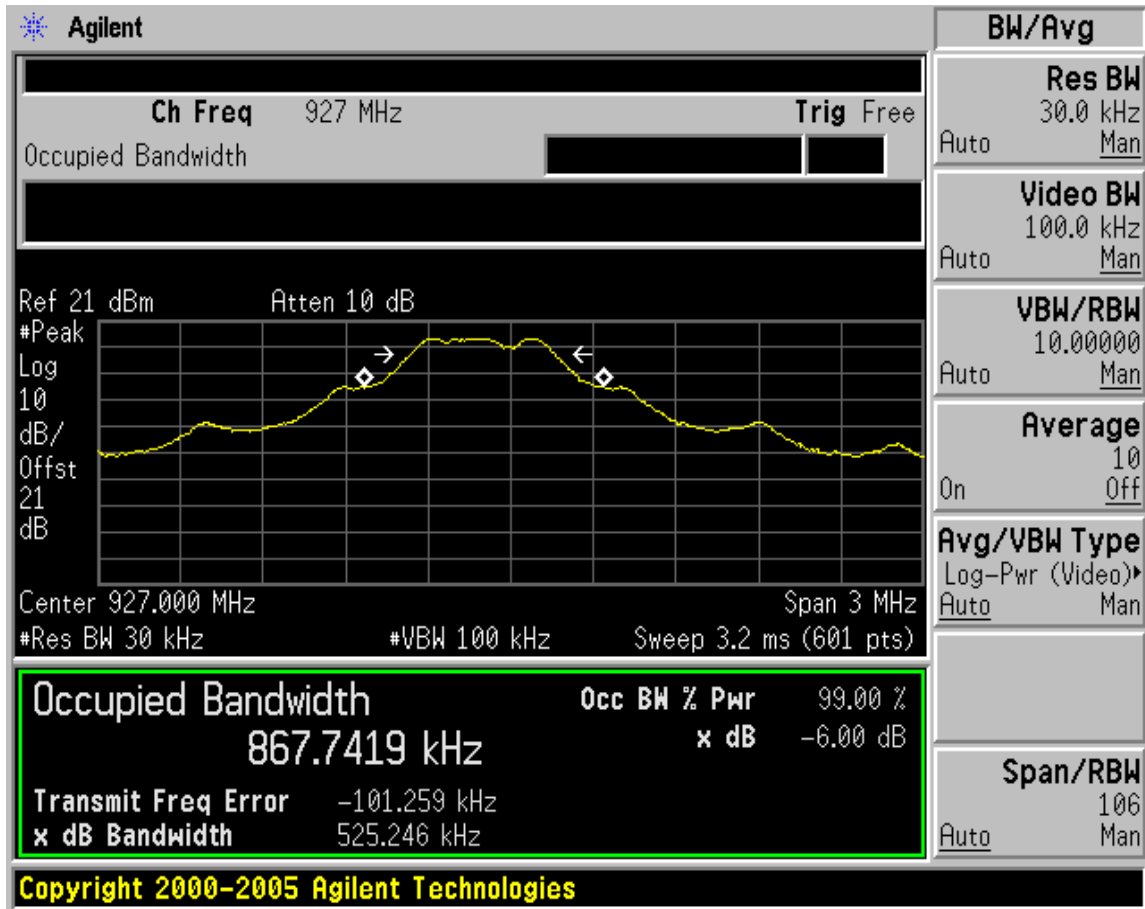 Agilent
Ch Freq 927 MHz Trig Free
Occupied Bandwidth
Ref 21 dBm Atten 10 dB
#Peak
Log
10
dB/
Offst
21
dB
Center 927.000 MHz Span 3 MHz
#Res BW 30 kHz #VBW 100 kHz Sweep 3.2 ms (601 pts)
Occupied Bandwidth Occ BW % Pwr 99.00 %
867.7419 kHz x dB -6.00 dB
Transmit Freq Error -101.259 kHz
x dB Bandwidth 525.246 kHz
Copyright 2000-2005 Agilent Technologies
BW/Avg
Res BW
30.0 kHz
Auto Man
Video BW
100.0 kHz
Auto Man
VBW/RBW
10.00000
Auto Man
Average
10
On Off
Avg/VBW Type
Log-Pwr (Video)▸
Auto Man
Span/RBW
106
Auto Man